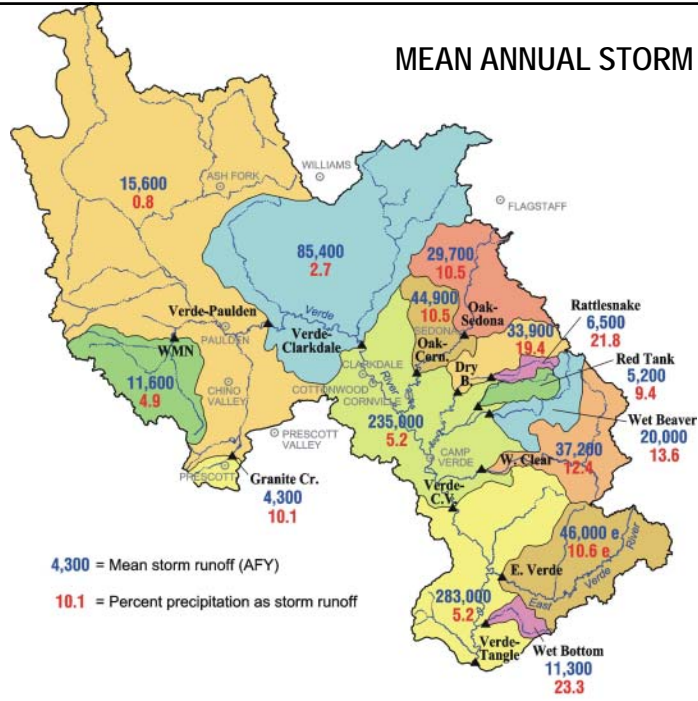 MEAN ANNUAL STORM
WILLIAMS
15,600
0.8
ASH FORK
FLAGSTAFF
85,400
2.7
29,700
10.5
44,900
10.5
Oak-
Sedona
Rattlesnake
6,500
21.8
Verde-Paulden
Verde
SEDONA
33,900
19.4
PAULDEN
WMN
Verde-
Clarkdale
Oak-
Corn.
Dry
B.
Red Tank
5,200
9.4
11,600
4.9
CHINO
VALLEY
CLARKDALE
COTTONWOOD
CORNVILLE
River
235,000
5.2
Wet Beaver
20,000
13.6
PRESCOTT
VALLEY
CAMP
VERDE
37,200
12.4
W. Clear
PRESCOTT
Granite Cr.
4,300
10.1
Verde-
C.V.
46,000 e
10.6 e
River
Verde
East
E. Verde
4,300 = Mean storm runoff (AFY)
10.1 = Percent precipitation as storm runoff
283,000
5.2
Verde-
Tangle
Wet Bottom
11,300
23.3